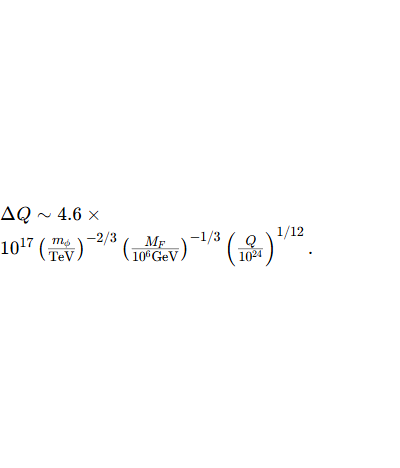 ΔQ ∼ 4.6 ×
10^{17} (m_ϕ/TeV)^{−2/3} (M_F/10^6GeV)^{−1/3} (Q/10^{24})^{1/12} .